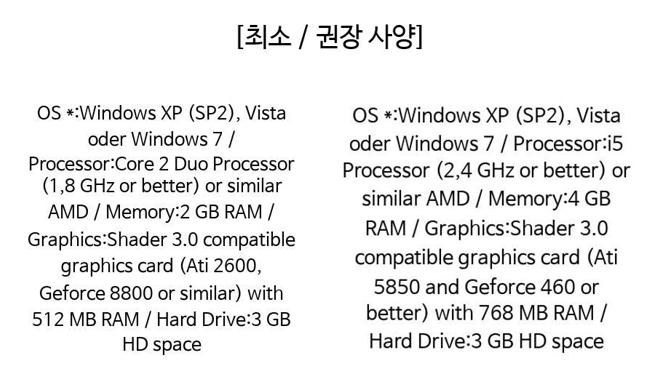 [최소 / 권장 사양]
OS *:Windows XP (SP2), Vista
oder Windows 7 /
Processor:Core 2 Duo Processor
(1,8 GHz or better) or similar
AMD / Memory:2 GB RAM /
Graphics:Shader 3.0 compatible
graphics card (Ati 2600,
Geforce 8800 or similar) with
512 MB RAM / Hard Drive:3 GB
HD space
OS *:Windows XP (SP2), Vista
oder Windows 7 / Processor:i5
Processor (2,4 GHz or better) or
similar AMD / Memory:4 GB
RAM / Graphics:Shader 3.0
compatible graphics card (Ati
5850 and Geforce 460 or
better) with 768 MB RAM /
Hard Drive:3 GB HD space